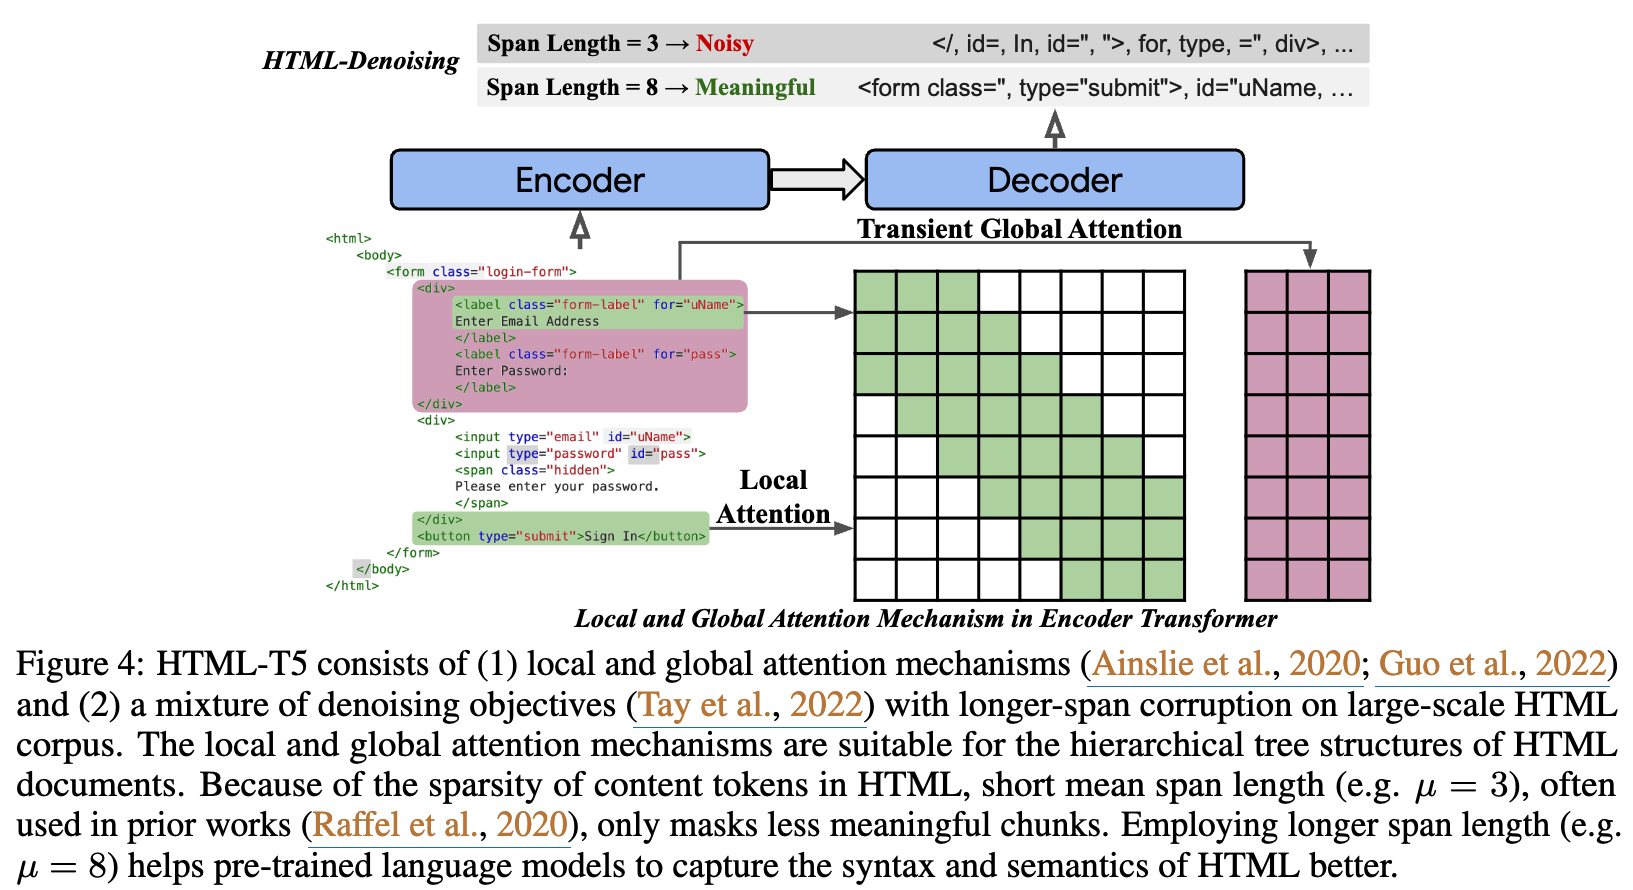 HTML-Denoising
Span Length = 3 → Noisy
</, id=, In, id=", ">, for, type, =", div>, ...
Span Length = 8 → Meaningful
<form class=", type="submit">, id="uName, ...
Encoder
Decoder
Transient Global Attention
<html>
<body>
<form class="login-form">
<div>
<label class="form-label" for="uName">
Enter Email Address
</label>
<label class="form-label" for="pass">
Enter Password:
</label>
</div>
<div>
<input type="email" id="uName">
<input type="password" id="pass">
<span class="hidden">
Please enter your password.
</span>
</div>
<button type="submit">Sign In</button>
</form>
</body>
</html>
Local
Attention
Local and Global Attention Mechanism in Encoder Transformer
Figure 4: HTML-T5 consists of (1) local and global attention mechanisms (Ainslie et al., 2020; Guo et al., 2022)
and (2) a mixture of denoising objectives (Tay et al., 2022) with longer-span corruption on large-scale HTML
corpus. The local and global attention mechanisms are suitable for the hierarchical tree structures of HTML
documents. Because of the sparsity of content tokens in HTML, short mean span length (e.g. μ = 3), often
used in prior works (Raffel et al., 2020), only masks less meaningful chunks. Employing longer span length (e.g.
μ = 8) helps pre-trained language models to capture the syntax and semantics of HTML better.